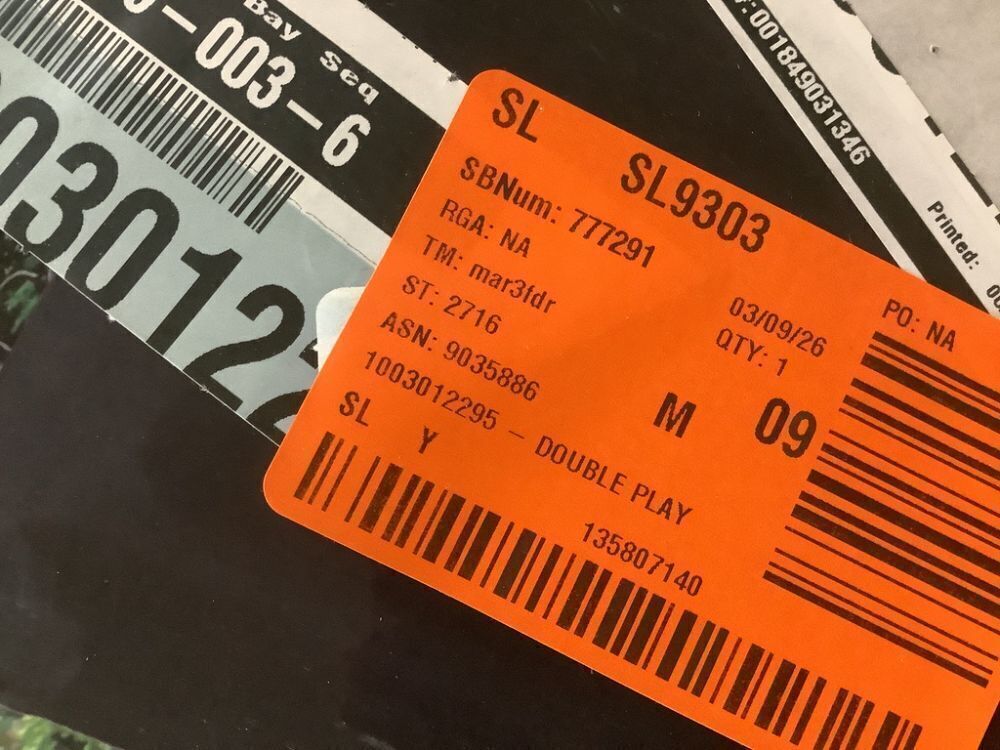 Bay Seq
-003-6
030122
:001849031346
Printed:
SL
SL9303
SBNum: 777291
RGA: NA
TM: mar3fdr
ST: 2716
ASN: 9035886
03/09/26
QTY: 1
PO: NA
1003012295 - DOUBLE PLAY
M 09
SL Y
135807140